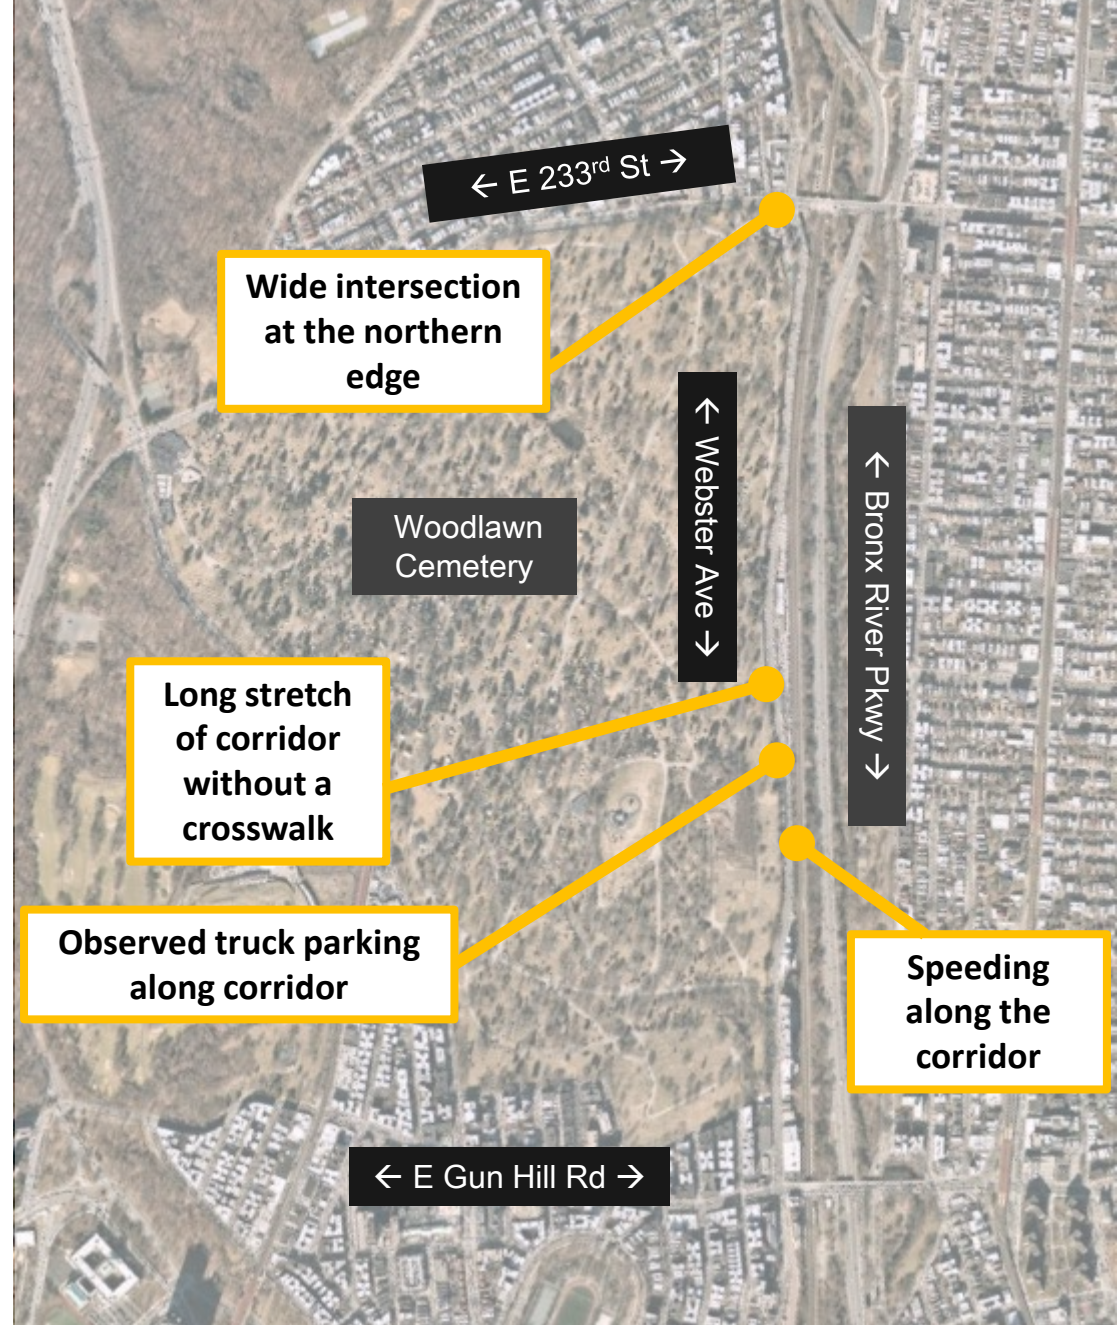 ← E 233rd St →
Wide intersection
at the northern
edge
← Webster Ave →
← Bronx River Pkwy →
Woodlawn
Cemetery
Long stretch
of corridor
without a
crosswalk
Observed truck parking
along corridor
Speeding
along the
corridor
← E Gun Hill Rd →